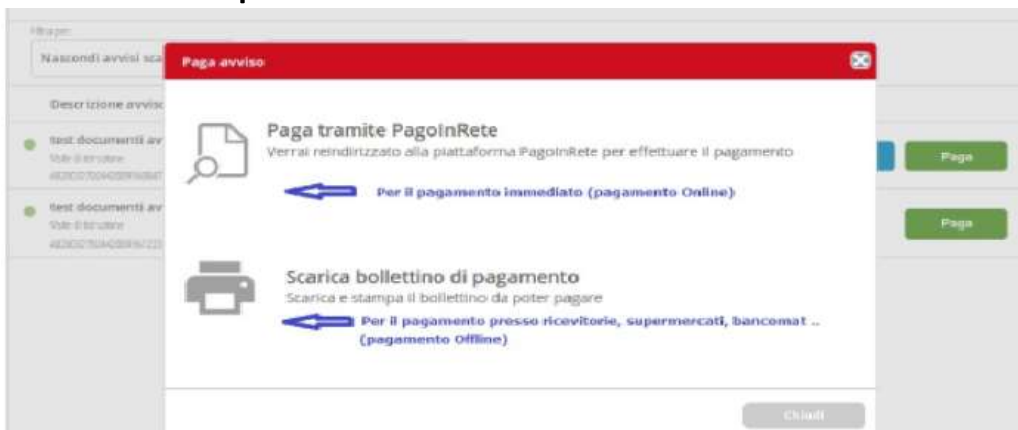 Filtra per:
Nascondi avvisi sca
Paga avviso
Descrizione avviso
Paga tramite PagoInRete
Verrai reindirizzato alla piattaforma PagoInRete per effettuare il pagamento
test documenti av
Paga
Per il pagamento immediato (pagamento Online)
test documenti av
Paga
Scarica bollettino di pagamento
Scarica e stampa il bollettino da poter pagare
Per il pagamento presso ricevitorie, supermercati, bancomat ..
(pagamento Offline)
Chiudi